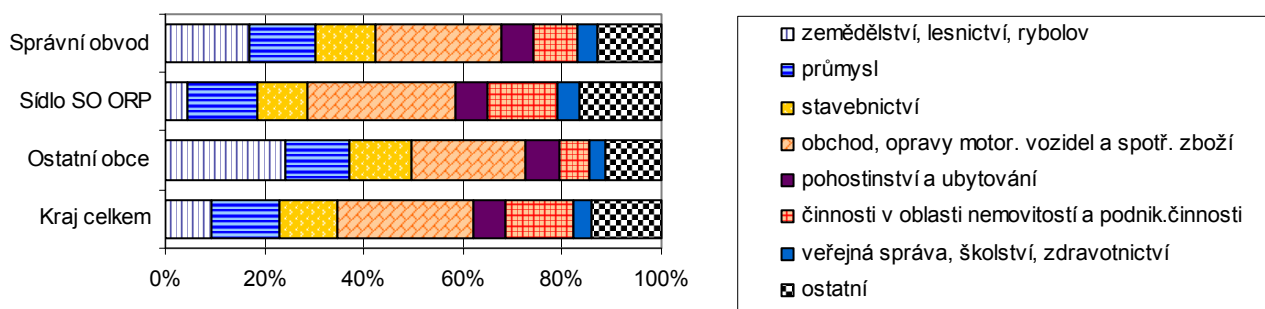 Správní obvod
Sídlo SO ORP
Ostatní obce
Kraj celkem
0% 20% 40% 60% 80% 100%
zemědělství, lesnictví, rybolov
průmysl
stavebnictví
obchod, opravy motor. vozidel a spotř. zboží
pohostinství a ubytování
činnosti v oblasti nemovitostí a podnik.činnosti
veřejná správa, školství, zdravotnictví
ostatní